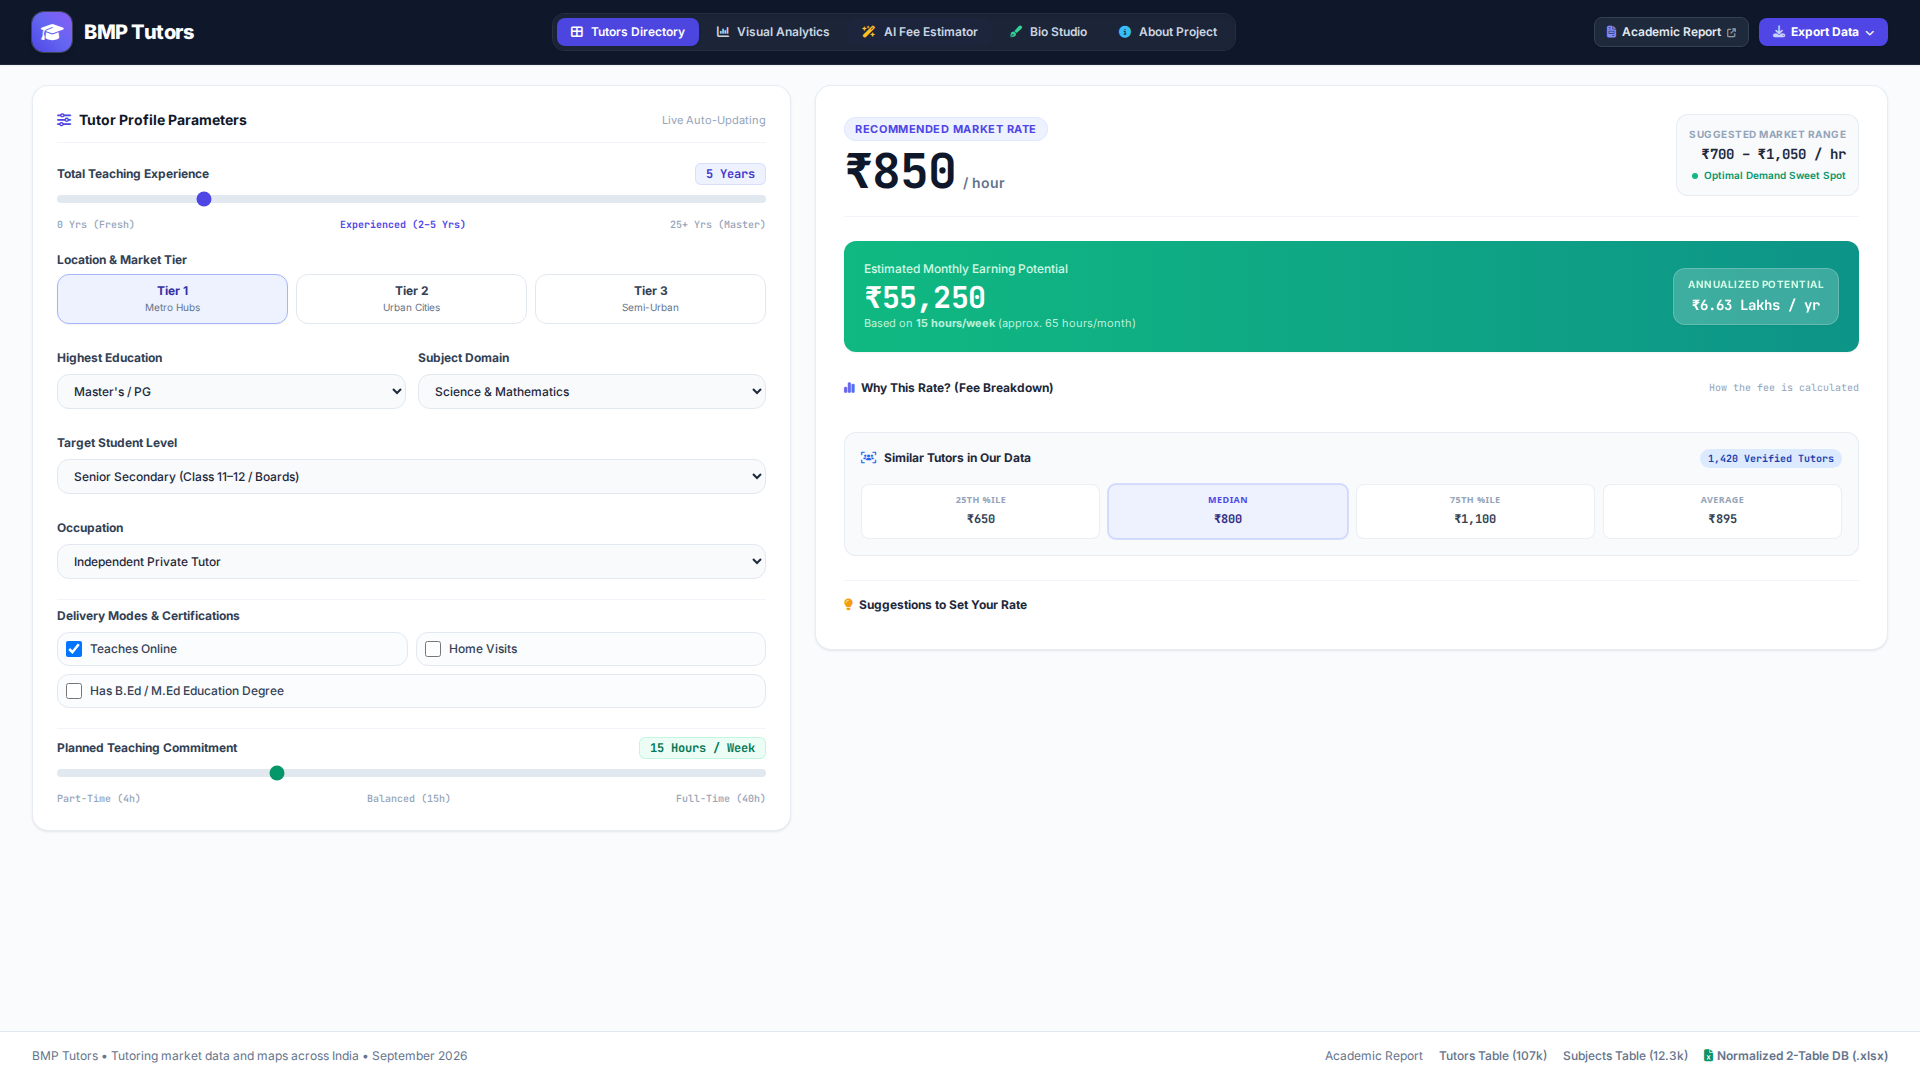 BMP Tutors
Tutors Directory
Visual Analytics
AI Fee Estimator
Bio Studio
About Project
Academic Report
Export Data
Tutor Profile Parameters
Live Auto-Updating
Total Teaching Experience
5 Years
0 Yrs (Fresh)
Experienced (2–5 Yrs)
25+ Yrs (Master)
Location & Market Tier
Tier 1
Metro Hubs
Tier 2
Urban Cities
Tier 3
Semi-Urban
Highest Education
Subject Domain
Master's / PG
Science & Mathematics
Target Student Level
Senior Secondary (Class 11–12 / Boards)
Occupation
Independent Private Tutor
Delivery Modes & Certifications
Teaches Online
Home Visits
Has B.Ed / M.Ed Education Degree
Planned Teaching Commitment
15 Hours / Week
Part-Time (4h)
Balanced (15h)
Full-Time (40h)
RECOMMENDED MARKET RATE
₹850 / hour
SUGGESTED MARKET RANGE
₹700 – ₹1,050 / hr
Optimal Demand Sweet Spot
Estimated Monthly Earning Potential
₹55,250
Based on 15 hours/week (approx. 65 hours/month)
ANNUALIZED POTENTIAL
₹6.63 Lakhs / yr
Why This Rate? (Fee Breakdown)
How the fee is calculated
Similar Tutors in Our Data
1,420 Verified Tutors
25TH %ILE
₹650
MEDIAN
₹800
75TH %ILE
₹1,100
AVERAGE
₹895
Suggestions to Set Your Rate
BMP Tutors • Tutoring market data and maps across India • September 2026
Academic Report
Tutors Table (107k)
Subjects Table (12.3k)
Normalized 2-Table DB (.xlsx)